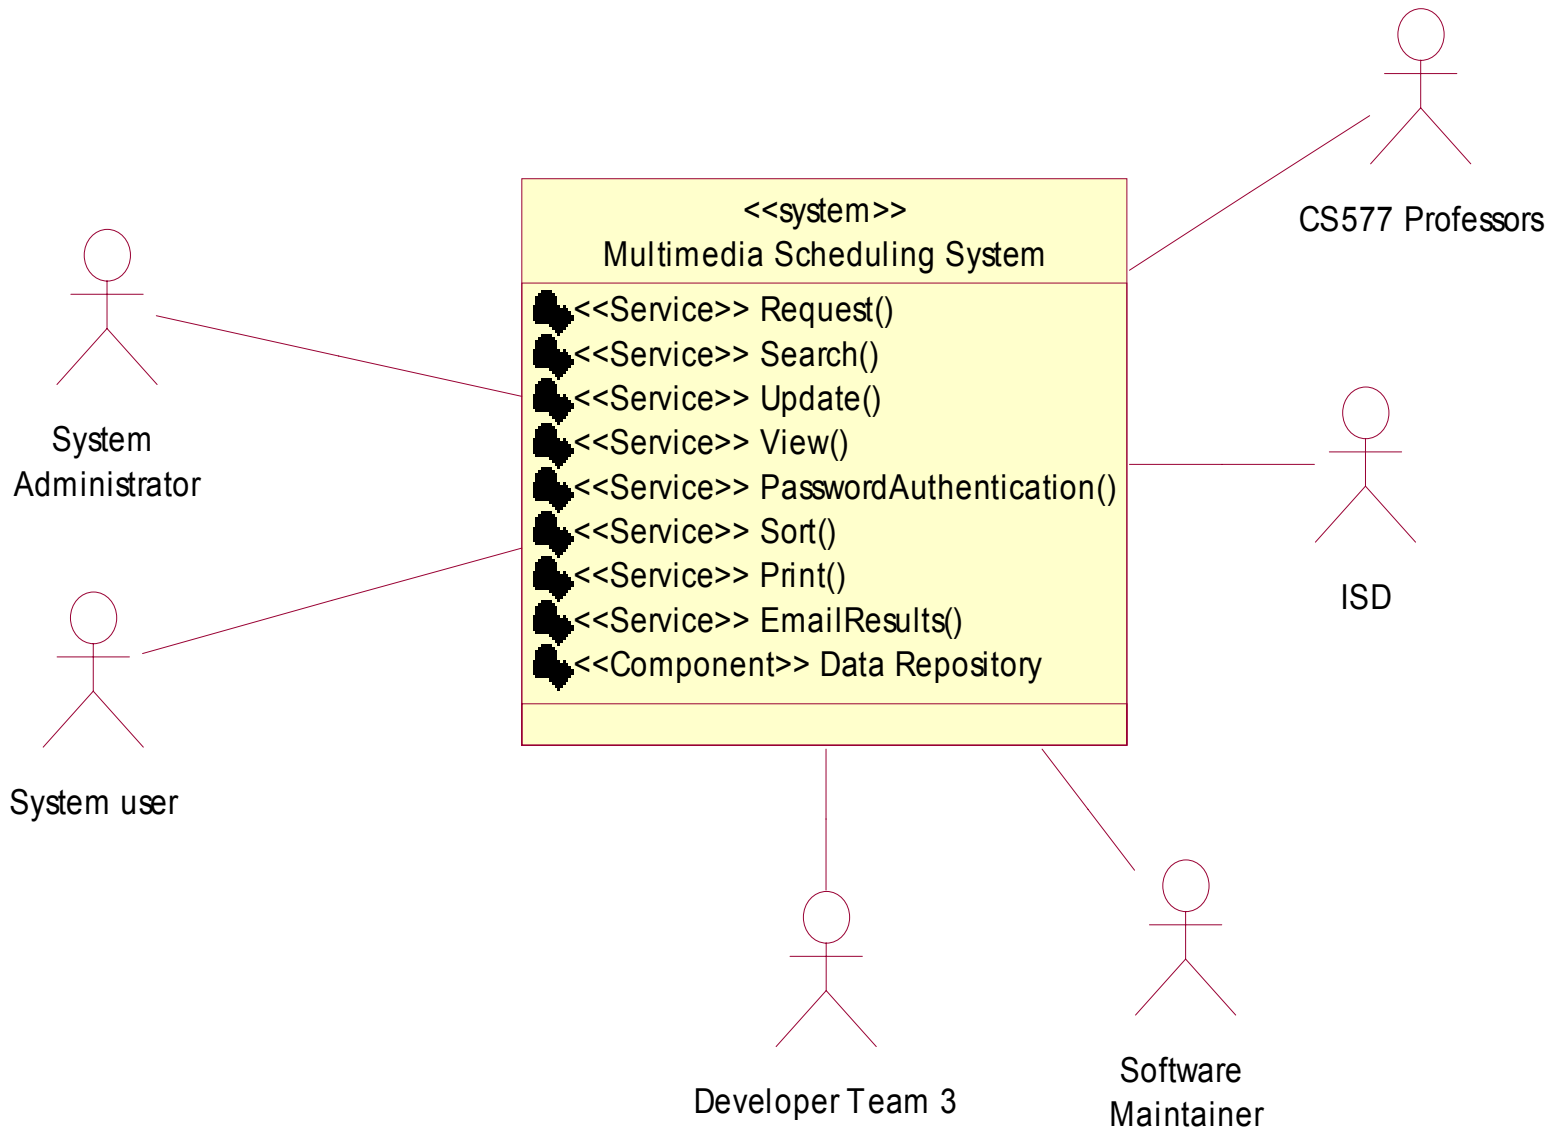 <<system>>
Multimedia Scheduling System
<<Service>> Request()
<<Service>> Search()
<<Service>> Update()
<<Service>> View()
<<Service>> PasswordAuthentication()
<<Service>> Sort()
<<Service>> Print()
<<Service>> EmailResults()
<<Component>> Data Repository
System
Administrator
System user
CS577 Professors
ISD
Developer Team 3
Software
Maintainer